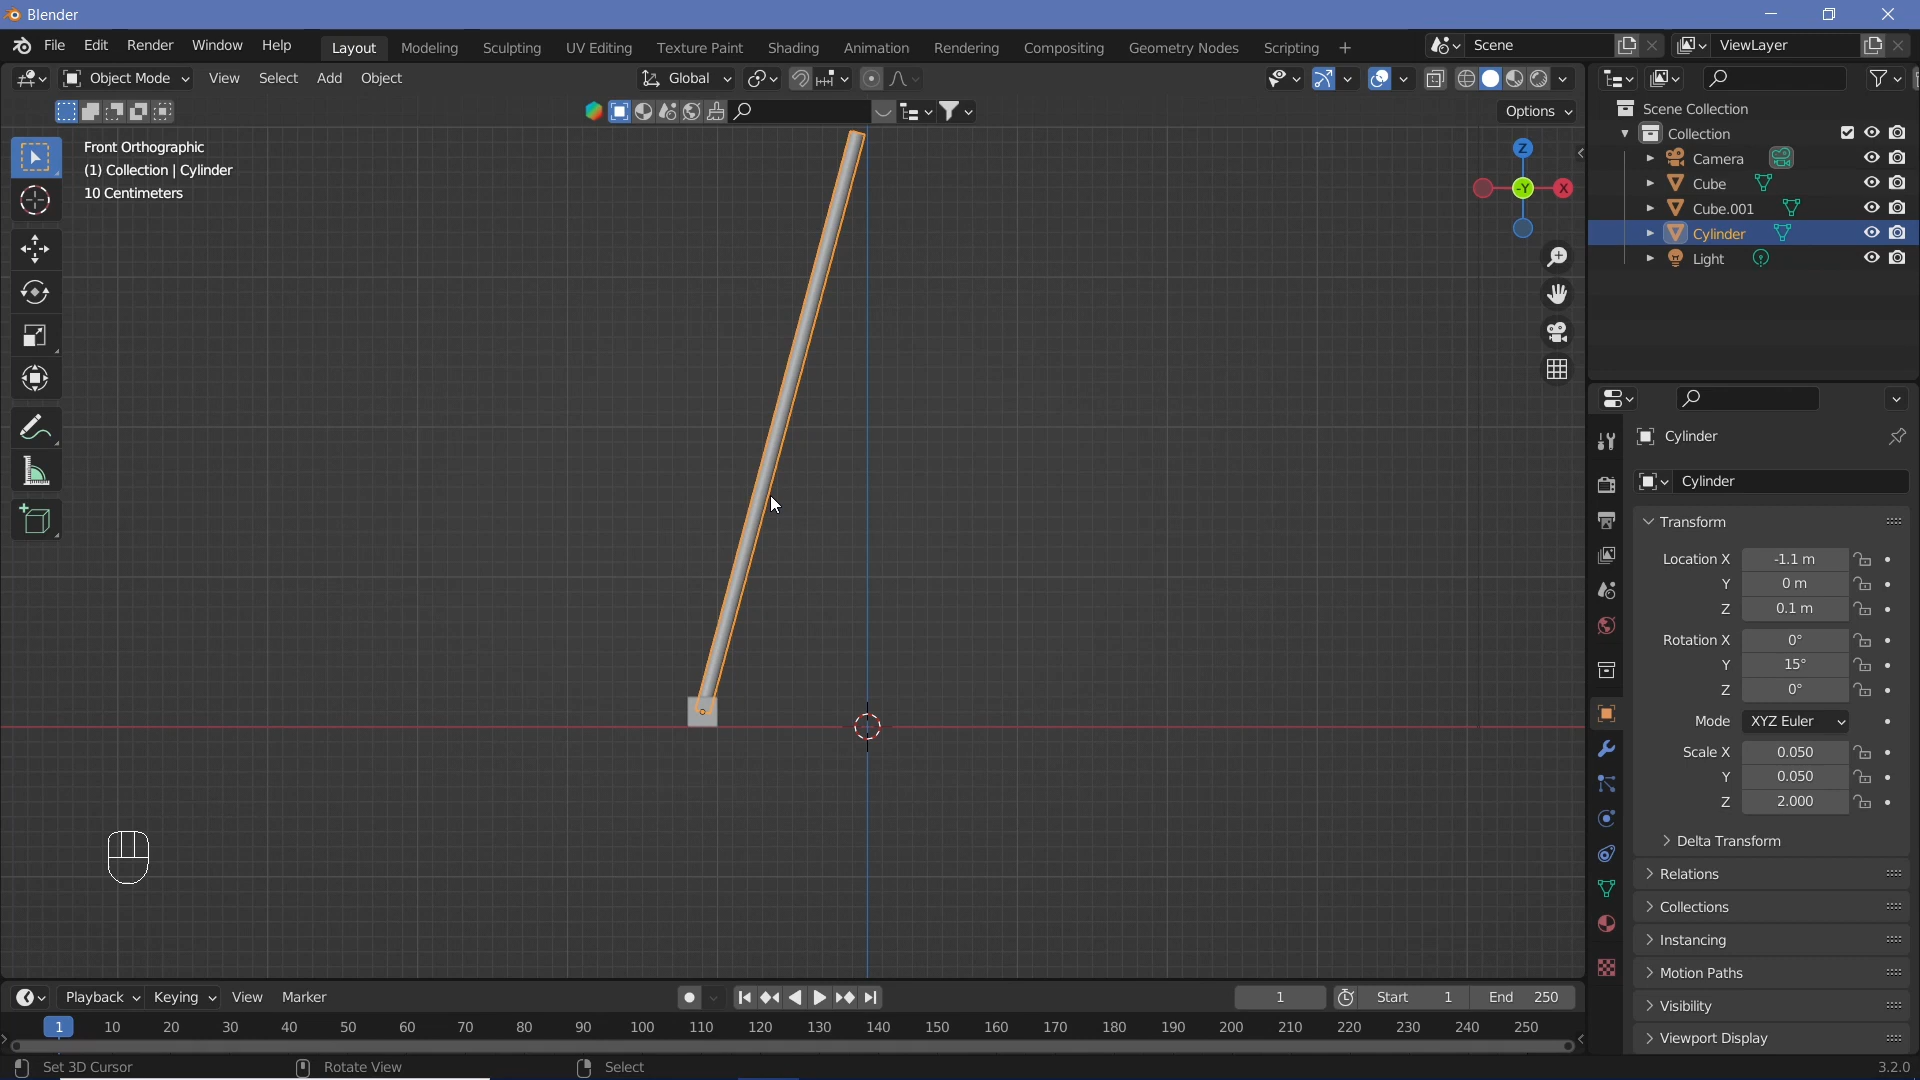 Blender
File Edit Render Window Help
Layout Modeling Sculpting UV Editing Texture Paint Shading Animation Rendering Compositing Geometry Nodes Scripting +
Scene
ViewLayer
Object Mode View Select Add Object
Global
Options
Front Orthographic
(1) Collection | Cylinder
10 Centimeters
Z
-Y
X
Scene Collection
Collection
Camera
Cube
Cube.001
Cylinder
Light
Cylinder
Cylinder
Transform
Location X -1.1 m
Y 0 m
Z 0.1 m
Rotation X 0°
Y 15°
Z 0°
Mode XYZ Euler
Scale X 0.050
Y 0.050
Z 2.000
Delta Transform
Relations
Collections
Instancing
Motion Paths
Visibility
Viewport Display
Playback Keying View Marker
1
Start 1 End 250
1 10 20 30 40 50 60 70 80 90 100 110 120 130 140 150 160 170 180 190 200 210 220 230 240 250
Set 3D Cursor Rotate View Select
3.2.0